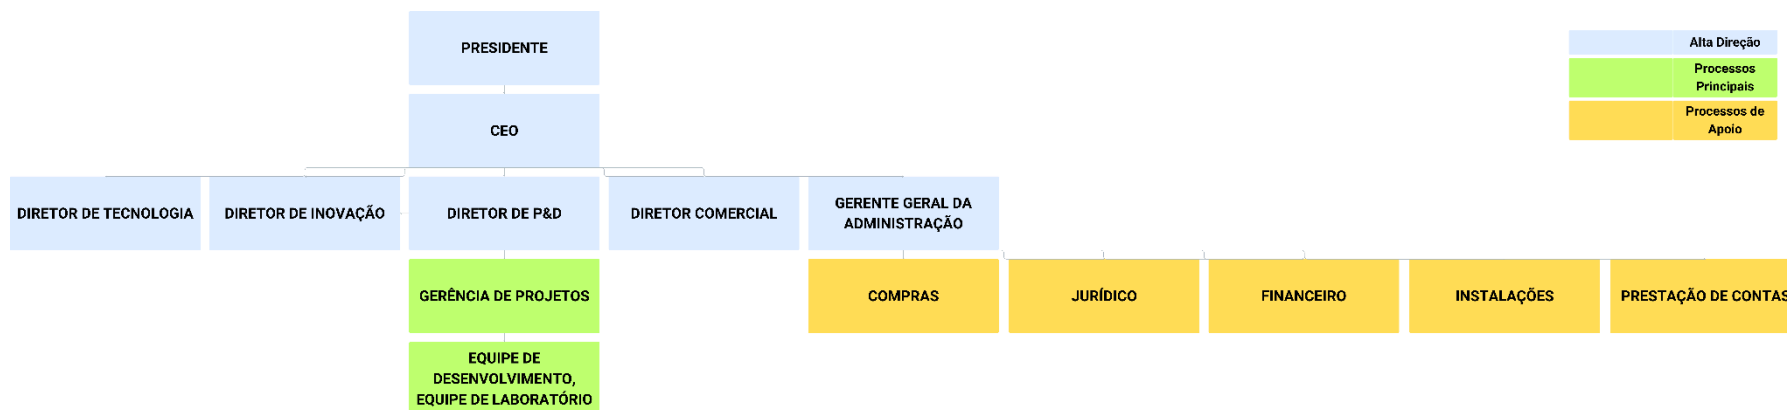 PRESIDENTE
CEO
DIRETOR DE TECNOLOGIA
DIRETOR DE INOVAÇÃO
DIRETOR DE P&D
DIRETOR COMERCIAL
GERENTE GERAL DA
ADMINISTRAÇÃO
GERÊNCIA DE PROJETOS
COMPRAS
JURÍDICO
FINANCEIRO
INSTALAÇÕES
PRESTAÇÃO DE CONTAS
EQUIPE DE
DESENVOLVIMENTO,
EQUIPE DE LABORATÓRIO
Alta Direção
Processos
Principais
Processos de
Apoio